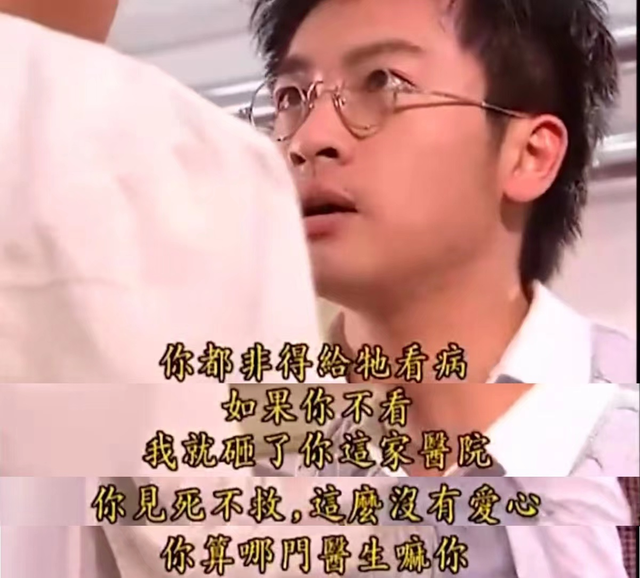 你都非得給牠看病
如果你不看
我就砸了你這家醫院
你見死不救,這麼沒有愛心
你算哪門醫生嘛你